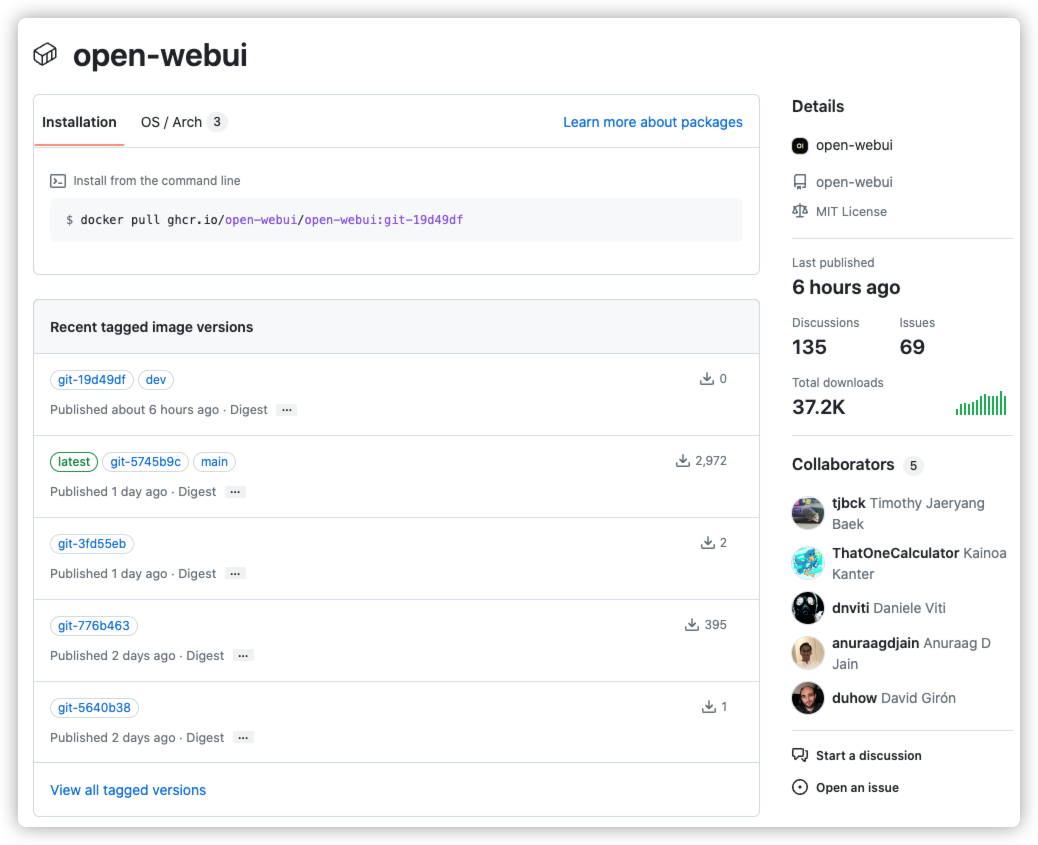 open-webui
Installation
OS / Arch 3
Learn more about packages
Install from the command line
$ docker pull ghcr.io/open-webui/open-webui:git-19d49df
Recent tagged image versions
git-19d49df dev
0
Published about 6 hours ago · Digest ···
latest git-5745b9c main
2,972
Published 1 day ago · Digest ···
git-3fd55eb
2
Published 1 day ago · Digest ···
git-776b463
395
Published 2 days ago · Digest ···
git-5640b38
1
Published 2 days ago · Digest ···
View all tagged versions
Details
OI open-webui
open-webui
MIT License
Last published
6 hours ago
Discussions
135
Issues
69
Total downloads
37.2K
Collaborators 5
tjbck Timothy Jaeryang
Baek
ThatOneCalculator Kainoa
Kanter
dnviti Daniele Viti
anuraagdjain Anuraag D
Jain
duhow David Girón
Start a discussion
Open an issue